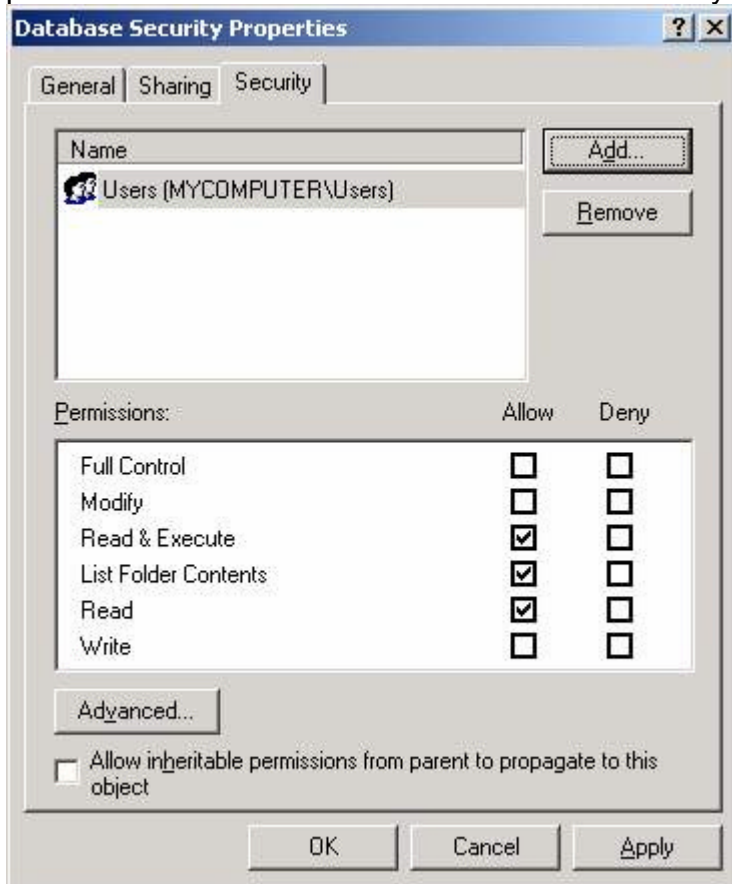 Database Security Properties
General Sharing Security
Name
Users (MYCOMPUTER\Users)
Add...
Remove
Permissions: Allow Deny
Full Control
Modify
Read & Execute
List Folder Contents
Read
Write
Advanced...
Allow inheritable permissions from parent to propagate to this
object
OK Cancel Apply